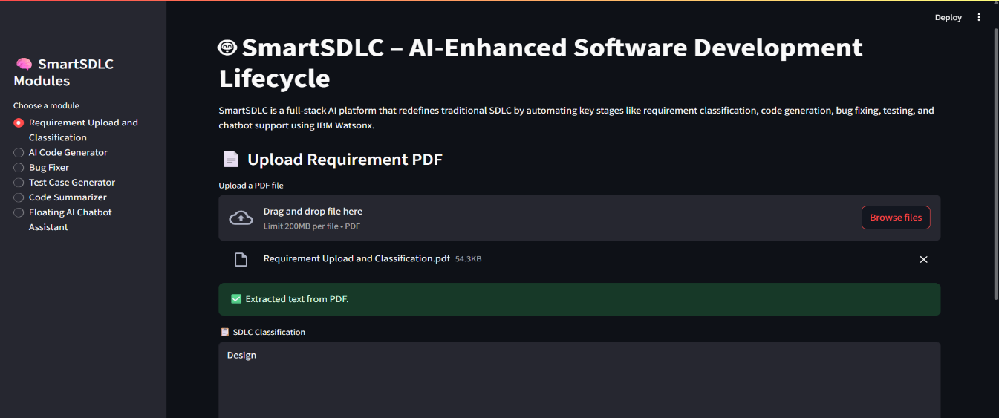 Deploy
🧠 SmartSDLC
Modules
Choose a module
Requirement Upload and
Classification
AI Code Generator
Bug Fixer
Test Case Generator
Code Summarizer
Floating AI Chatbot
Assistant
SmartSDLC – AI-Enhanced Software Development
Lifecycle
SmartSDLC is a full-stack AI platform that redefines traditional SDLC by automating key stages like requirement classification, code generation, bug fixing, testing, and
chatbot support using IBM Watsonx.
📄 Upload Requirement PDF
Upload a PDF file
Drag and drop file here
Limit 200MB per file • PDF
Browse files
Requirement Upload and Classification.pdf 54.3KB
✅ Extracted text from PDF.
📋 SDLC Classification
Design